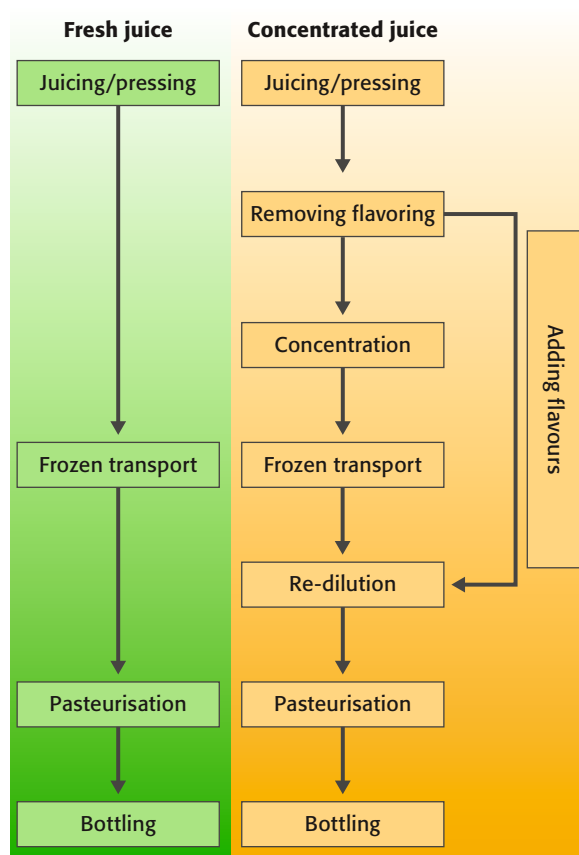 Fresh juice
Juicing/pressing
Frozen transport
Pasteurisation
Bottling
Concentrated juice
Juicing/pressing
Removing flavoring
Concentration
Frozen transport
Re-dilution
Pasteurisation
Bottling
Adding flavours